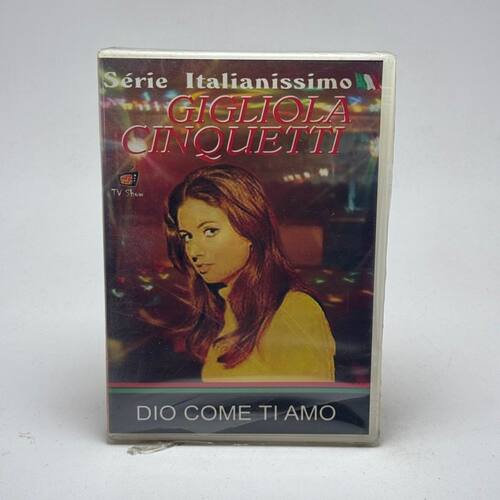 Série Italianissimo
GIGLIOLA
CINQUETTI
TV Show
DIO COME TI AMO